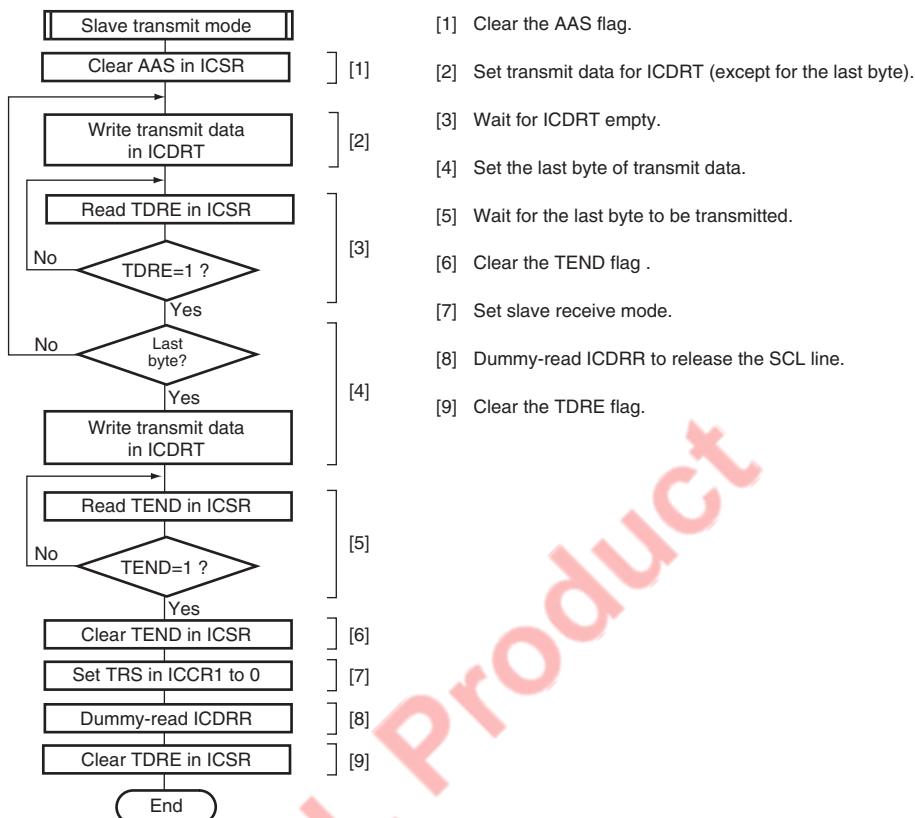 Slave transmit mode
Clear AAS in ICSR
[1]
Write transmit data
in ICDRT
[2]
Read TDRE in ICSR
[3]
No
TDRE=1 ?
Yes
No
Last
byte?
[4]
Yes
Write transmit data
in ICDRT
Read TEND in ICSR
[5]
No
TEND=1 ?
Yes
Clear TEND in ICSR
[6]
Set TRS in ICCR1 to 0
[7]
Dummy-read ICDRR
[8]
Clear TDRE in ICSR
[9]
End
[1] Clear the AAS flag.
[2] Set transmit data for ICDRT (except for the last byte).
[3] Wait for ICDRT empty.
[4] Set the last byte of transmit data.
[5] Wait for the last byte to be transmitted.
[6] Clear the TEND flag .
[7] Set slave receive mode.
[8] Dummy-read ICDRR to release the SCL line.
[9] Clear the TDRE flag.
Product